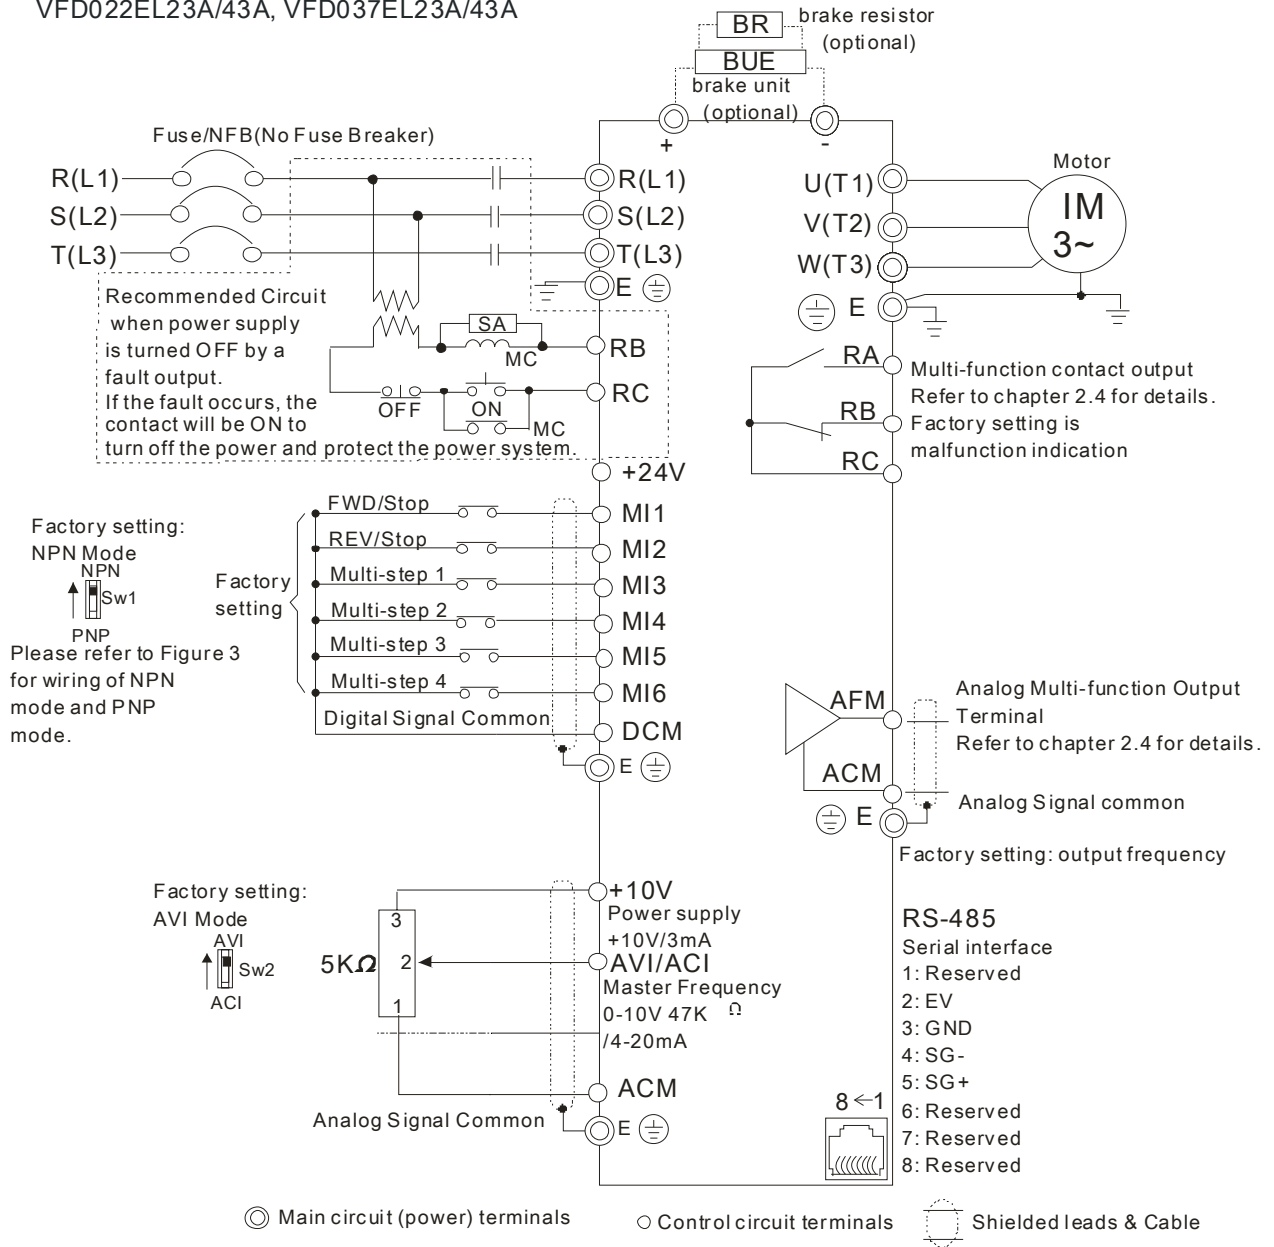 VFD022EL23A/43A, VFD037EL23A/43A
BR
brake resistor
(optional)
BUE
brake unit
(optional)
+
-
Fuse/NFB(No Fuse Breaker)
R(L1)
S(L2)
T(L3)
R(L1)
S(L2)
T(L3)
E
Recommended Circuit
when power supply
is turned OFF by a
fault output.
If the fault occurs, the
contact will be ON to
turn off the power and protect the power system.
SA
MC
OFF
ON
MC
RB
RC
Motor
IM
3~
U(T1)
V(T2)
W(T3)
E
RA
RB
RC
Multi-function contact output
Refer to chapter 2.4 for details.
Factory setting is
malfunction indication
+24V
Factory setting:
NPN Mode
NPN
Sw1
PNP
Please refer to Figure 3
for wiring of NPN
mode and PNP
mode.
Factory
setting
FWD/Stop
REV/Stop
Multi-step 1
Multi-step 2
Multi-step 3
Multi-step 4
Digital Signal Common
MI1
MI2
MI3
MI4
MI5
MI6
DCM
E
AFM
ACM
E
Analog Multi-function Output
Terminal
Refer to chapter 2.4 for details.
Analog Signal common
Factory setting: output frequency
Factory setting:
AVI Mode
AVI
Sw2
ACI
5KΩ
3
2
1
+10V
Power supply
+10V/3mA
AVI/ACI
Master Frequency
0-10V 47K Ω
/4-20mA
ACM
Analog Signal Common
E
RS-485
Serial interface
1: Reserved
2: EV
3: GND
4: SG-
5: SG+
6: Reserved
7: Reserved
8: Reserved
8←1
Main circuit (power) terminals
Control circuit terminals
Shielded leads & Cable